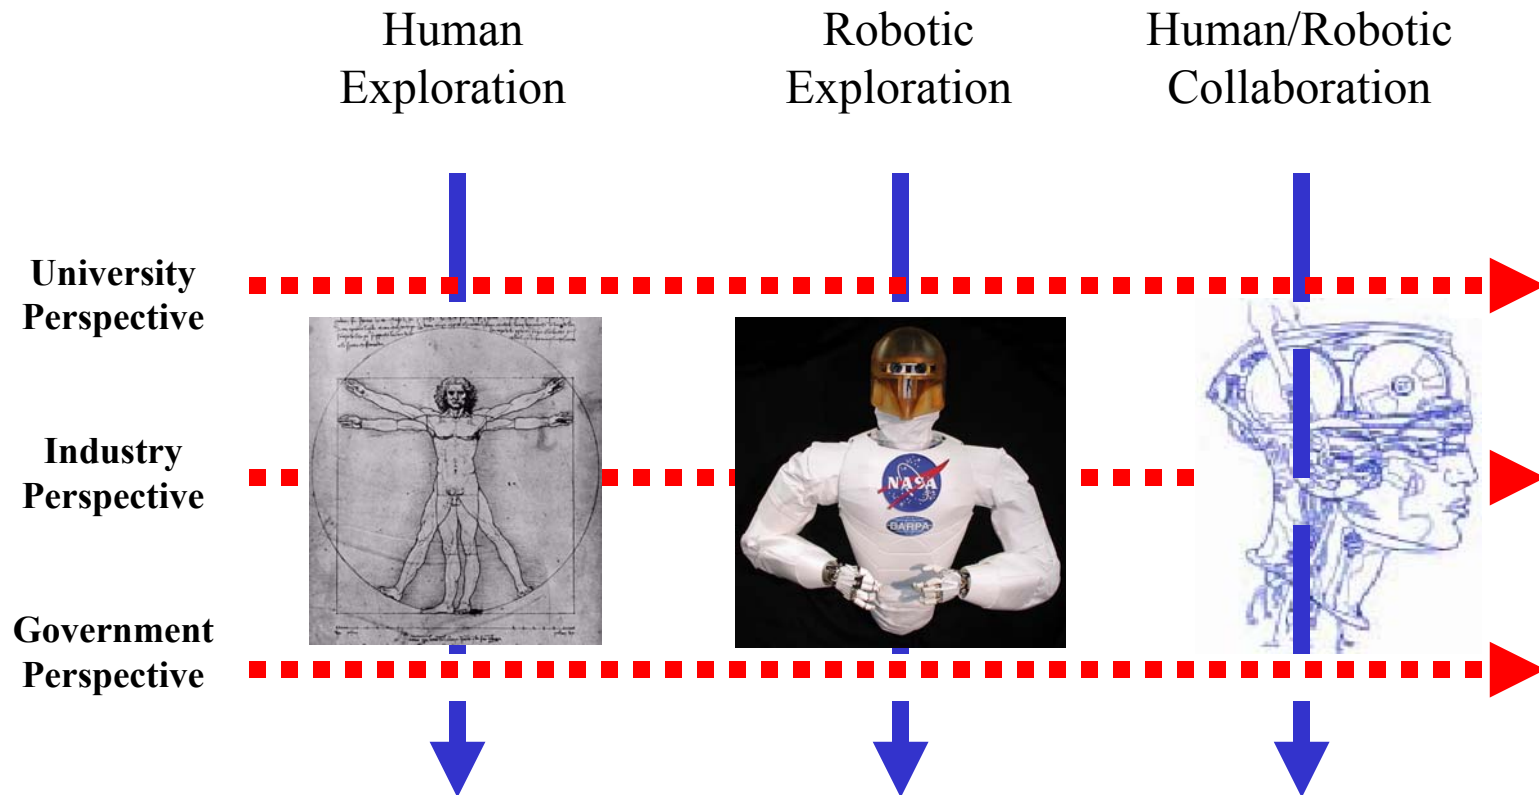 Human
Exploration
Robotic
Exploration
Human/Robotic
Collaboration
University
Perspective
Industry
Perspective
Government
Perspective
NASA
DARPA